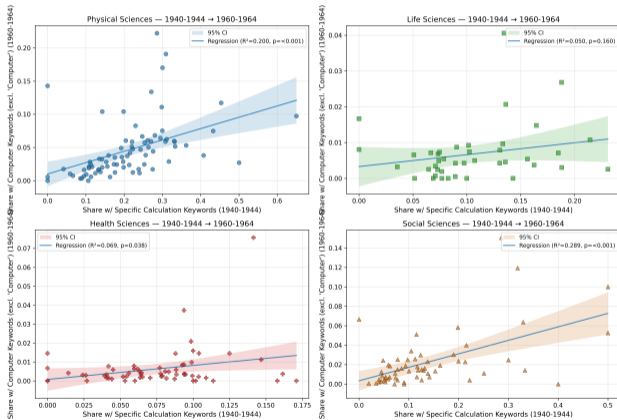 Physical Sciences — 1940-1944 → 1960-1964
95% CI
Regression (R²=0.200, p=<0.001)
0.20
0.15
0.10
0.05
0.00
0.0 0.1 0.2 0.3 0.4 0.5 0.6
Share w/ Specific Calculation Keywords (1940-1944)
Share w/ Computer Keywords (excl. 'Computer') (1960-1964)
Life Sciences — 1940-1944 → 1960-1964
95% CI
Regression (R²=0.050, p=0.160)
0.04
0.03
0.02
0.01
0.00
0.00 0.05 0.10 0.15 0.20
Share w/ Specific Calculation Keywords (1940-1944)
Share w/ Computer Keywords (excl. 'Computer') (1960-1964)
Health Sciences — 1940-1944 → 1960-1964
95% CI
Regression (R²=0.069, p=0.038)
0.07
0.06
0.05
0.04
0.03
0.02
0.01
0.00
0.000 0.025 0.050 0.075 0.100 0.125 0.150 0.175
Share w/ Specific Calculation Keywords (1940-1944)
Share w/ Computer Keywords (excl. 'Computer') (1960-1964)
Social Sciences — 1940-1944 → 1960-1964
95% CI
Regression (R²=0.289, p=<0.001)
0.14
0.12
0.10
0.08
0.06
0.04
0.02
0.00
0.0 0.1 0.2 0.3 0.4 0.5
Share w/ Specific Calculation Keywords (1940-1944)
Share w/ Computer Keywords (excl. 'Computer') (1960-1964)